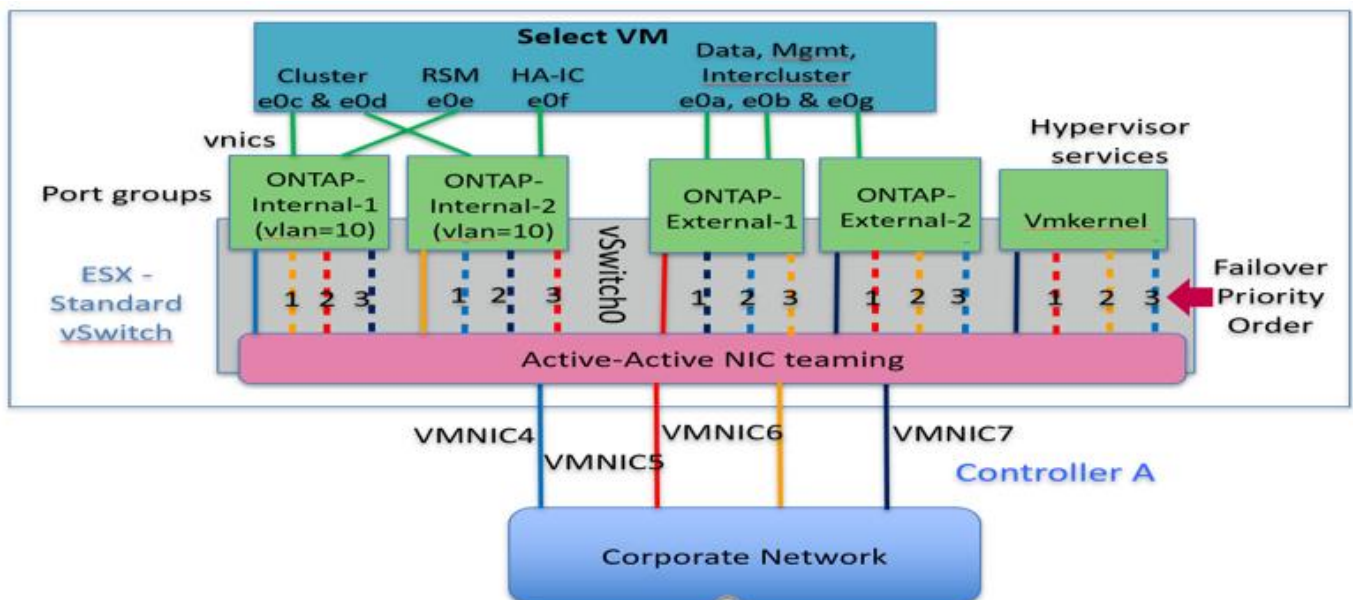 Select VM
Cluster
e0c & e0d
RSM
e0e
HA-IC
e0f
Data, Mgmt,
Intercluster
e0a, e0b & e0g
vnics
Hypervisor
services
Port groups
ONTAP-
Internal-1
(vlan=10)
ONTAP-
Internal-2
(vlan=10)
ONTAP-
External-1
ONTAP-
External-2
Vmkernel
vSwitch0
ESX -
Standard
vSwitch
1 2 3
1 2 3
1 2 3
1 2 3
1 2 3
Failover
Priority
Order
Active-Active NIC teaming
VMNIC4
VMNIC5
VMNIC6
VMNIC7
Controller A
Corporate Network